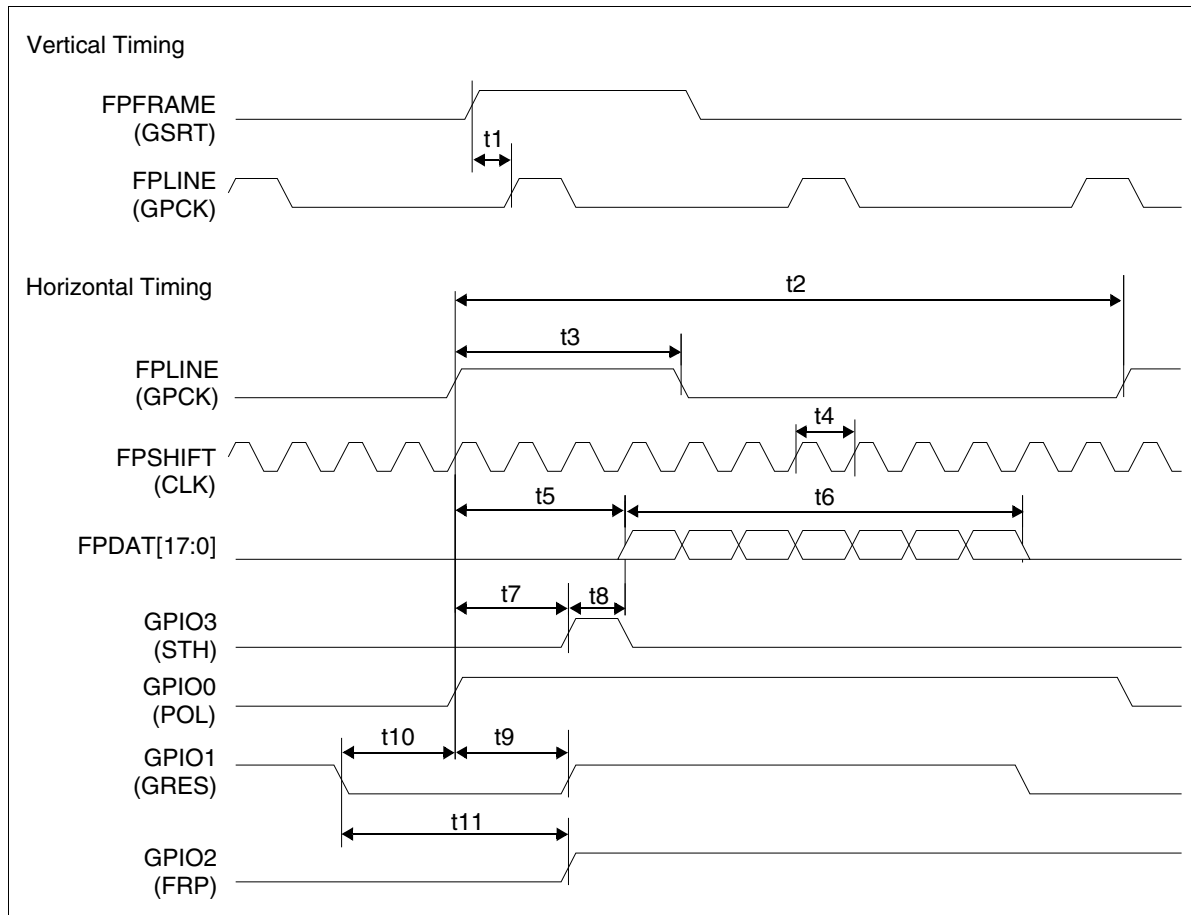 Vertical Timing
FPFRAME
(GSRT)
t1
FPLINE
(GPCK)
Horizontal Timing
t2
t3
FPLINE
(GPCK)
t4
FPSHIFT
(CLK)
t5
t6
FPDAT[17:0]
t7
t8
GPIO3
(STH)
GPIO0
(POL)
t10
t9
GPIO1
(GRES)
t11
GPIO2
(FRP)